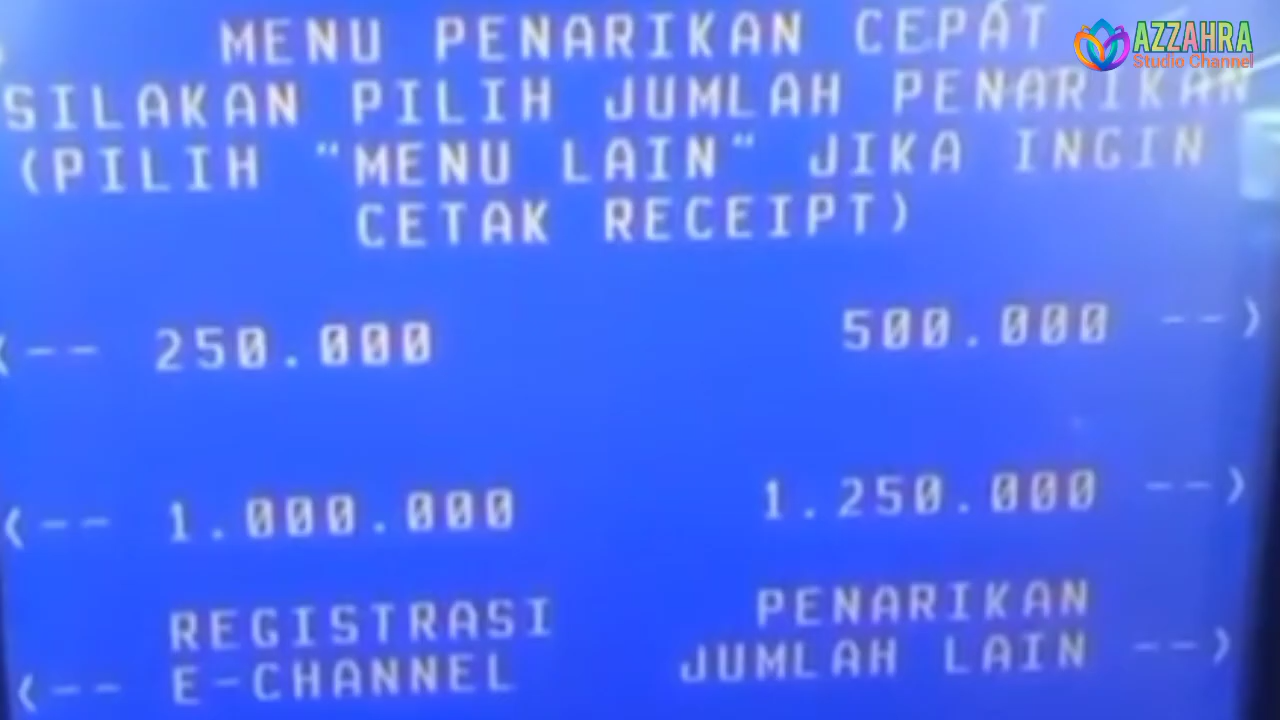 MENU PENARIKAN CEPAT
SILAKAN PILIH JUMLAH PENARIKAN
(PILIH "MENU LAIN" JIKA INGIN
CETAK RECEIPT)
<-- 250.000
500.000 -->
<-- 1.000.000
1.250.000 -->
REGISTRASI
<-- E-CHANNEL
PENARIKAN
JUMLAH LAIN -->
AZZAHRA
Studio Channel